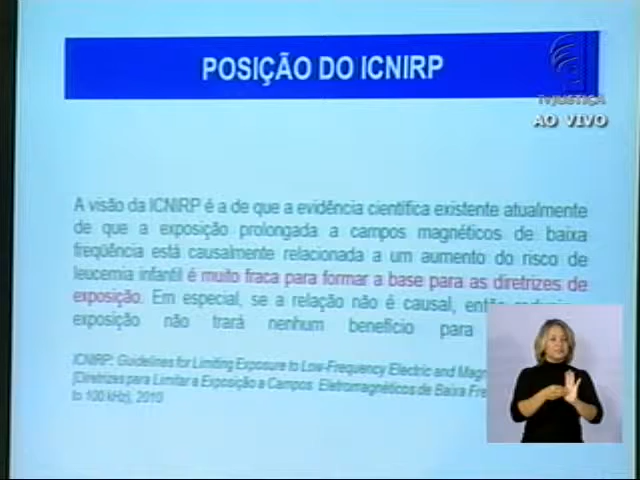 POSIÇÃO DO ICNIRP
TV JUSTIÇA
AO VIVO
A visão da ICNIRP é a de que a evidência científica existente atualmente
de que a exposição prolongada a campos magnéticos de baixa
freqüência está causalmente relacionada a um aumento do risco de
leucemia infantil é muito fraca para formar a base para as diretrizes de
exposição. Em especial, se a relação não é causal, então
exposição não trará nenhum benefício para
ICNIRP: Guidelines for Limiting Exposure to Low-Frequency Electric and
[Diretrizes para Limitar a Exposição a Campos Eletromagnéticos de Baixa
to 100 kHz), 2010